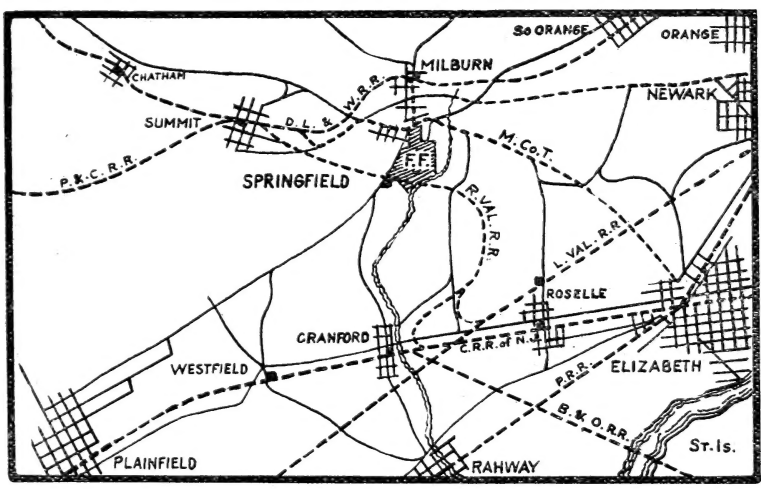 So ORANGE
ORANGE
MILBURN
CHATHAM
NEWARK
D. L. & W. R.R.
SUMMIT
M. Co. T.
F.F.
P. & C. R. R.
SPRINGFIELD
R. VAL. R.R.
L. VAL. R.R.
ROSELLE
CRANFORD
C.R.R. of N.J.
WESTFIELD
P.R.R.
ELIZABETH
B. & O. RR.
ST. IS.
PLAINFIELD
RAHWAY